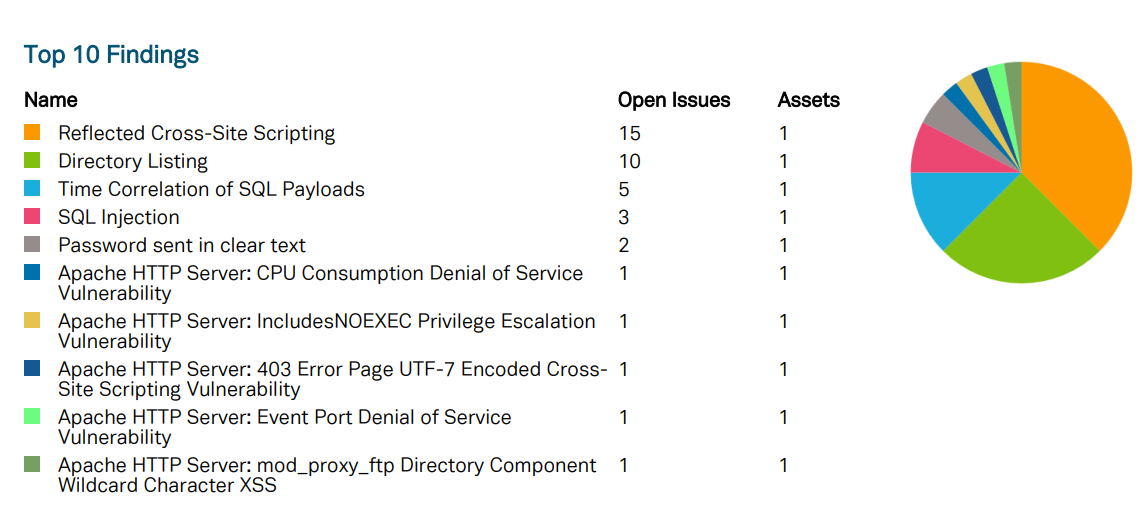 Top 10 Findings
Name Open Issues Assets
Reflected Cross-Site Scripting 15 1
Directory Listing 10 1
Time Correlation of SQL Payloads 5 1
SQL Injection 3 1
Password sent in clear text 2 1
Apache HTTP Server: CPU Consumption Denial of Service 1 1
Vulnerability
Apache HTTP Server: IncludesNOEXEC Privilege Escalation 1 1
Vulnerability
Apache HTTP Server: 403 Error Page UTF-7 Encoded Cross- 1 1
Site Scripting Vulnerability
Apache HTTP Server: Event Port Denial of Service 1 1
Vulnerability
Apache HTTP Server: mod_proxy_ftp Directory Component 1 1
Wildcard Character XSS